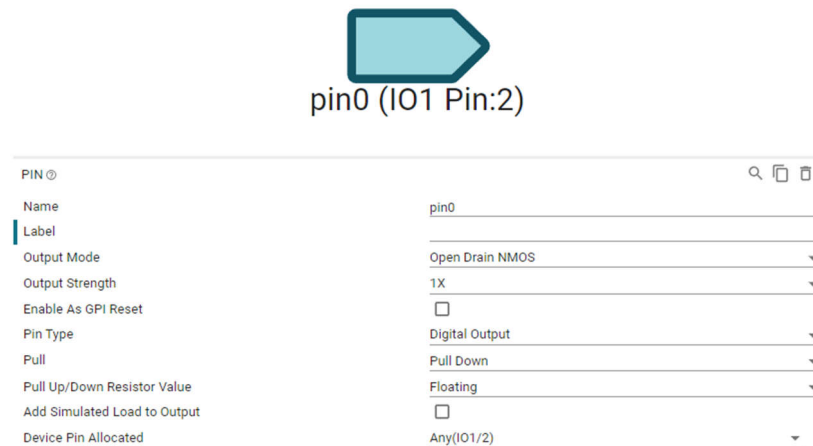 pin0 (IO1 Pin:2)
PIN
Name pin0
Label
Output Mode Open Drain NMOS
Output Strength 1X
Enable As GPI Reset
Pin Type Digital Output
Pull Pull Down
Pull Up/Down Resistor Value Floating
Add Simulated Load to Output
Device Pin Allocated Any(IO1/2)